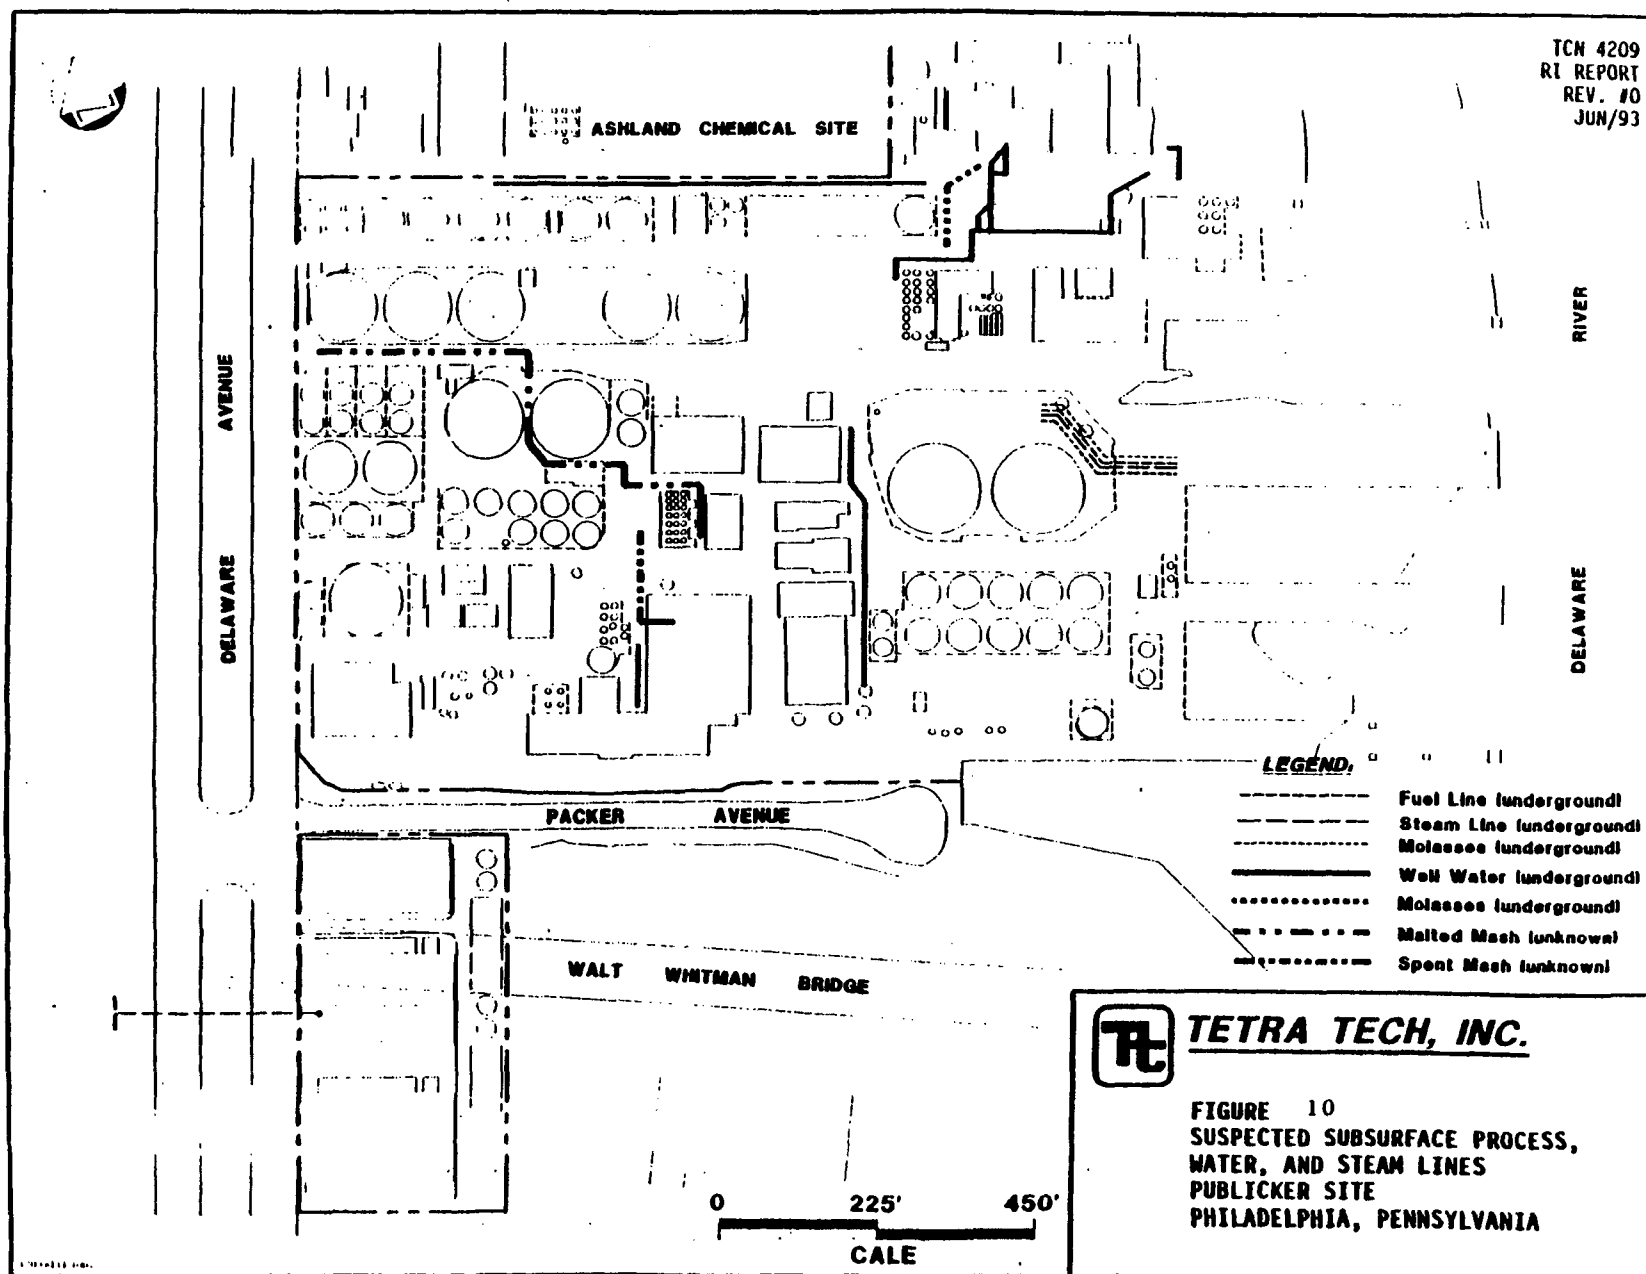 TCN 4209
RI REPORT
REV. #0
JUN/93
ASHLAND CHEMICAL SITE
DELAWARE AVENUE
DELAWARE RIVER
PACKER AVENUE
WALT WHITMAN BRIDGE
LEGEND:
Fuel Line (underground)
Steam Line (underground)
Molasses (underground)
Well Water (underground)
Molasses (underground)
Malted Mash (unknown)
Spent Mash (unknown)
0 225' 450'
CALE
TETRA TECH, INC.
FIGURE 10
SUSPECTED SUBSURFACE PROCESS,
WATER, AND STEAM LINES
PUBLICKER SITE
PHILADELPHIA, PENNSYLVANIA